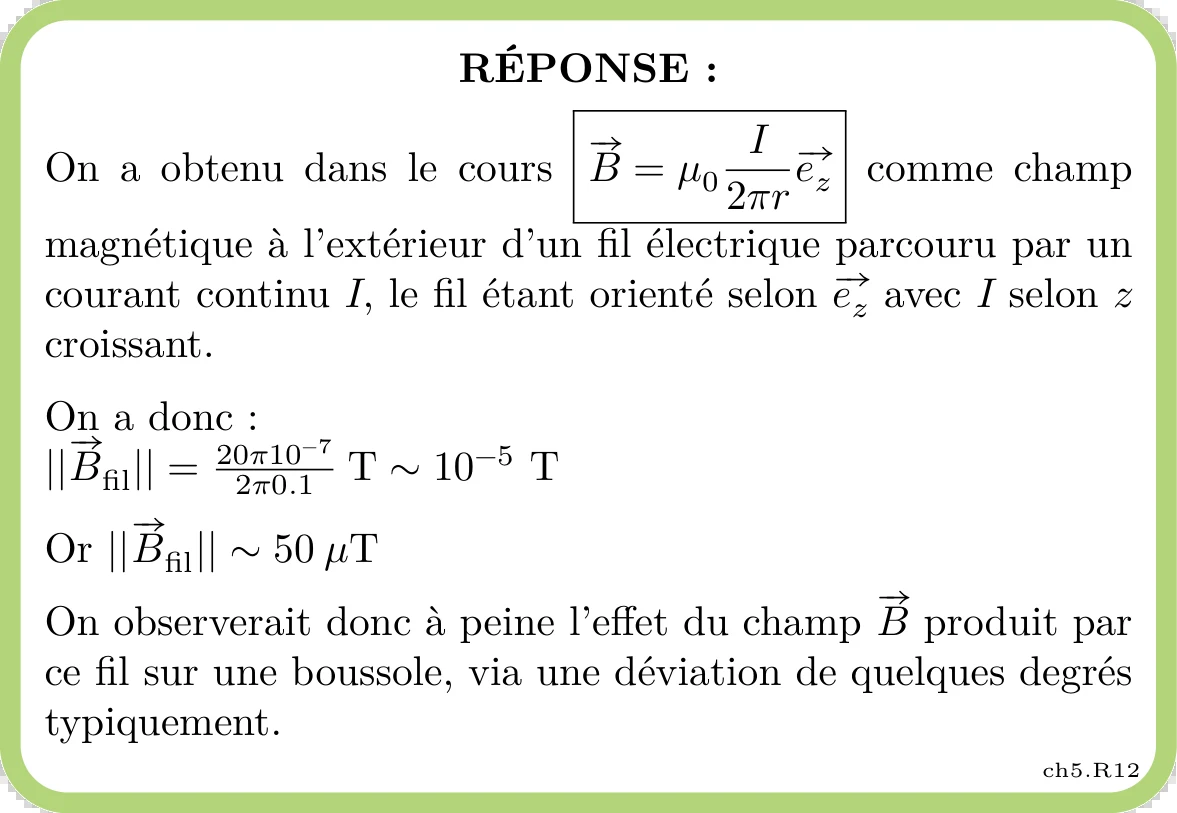 RÉPONSE :
On a obtenu dans le cours $\overrightarrow{B} = \mu_0 \frac{I}{2\pi r} \overrightarrow{e_z}$ comme champ
magnétique à l'extérieur d'un fil électrique parcouru par un
courant continu $I$, le fil étant orienté selon $\overrightarrow{e_z}$ avec $I$ selon $z$
croissant.
On a donc :
$||\overrightarrow{B}_{\text{fil}}|| = \frac{20\pi 10^{-7}}{2\pi 0.1}$ T $\sim 10^{-5}$ T
Or $||\overrightarrow{B}_{\text{fil}}|| \sim 50\,\mu$T
On observerait donc à peine l'effet du champ $\overrightarrow{B}$ produit par
ce fil sur une boussole, via une déviation de quelques degrés
typiquement.
ch5.R12